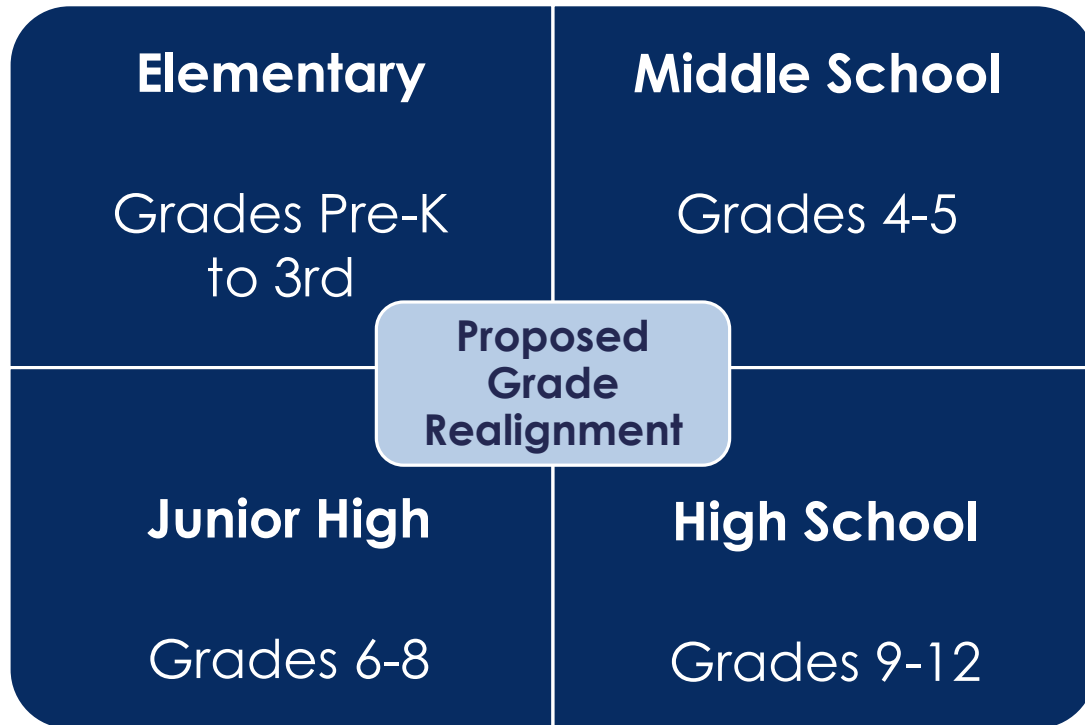 Elementary
Grades Pre-K
to 3rd
Middle School
Grades 4-5
Proposed
Grade
Realignment
Junior High
Grades 6-8
High School
Grades 9-12